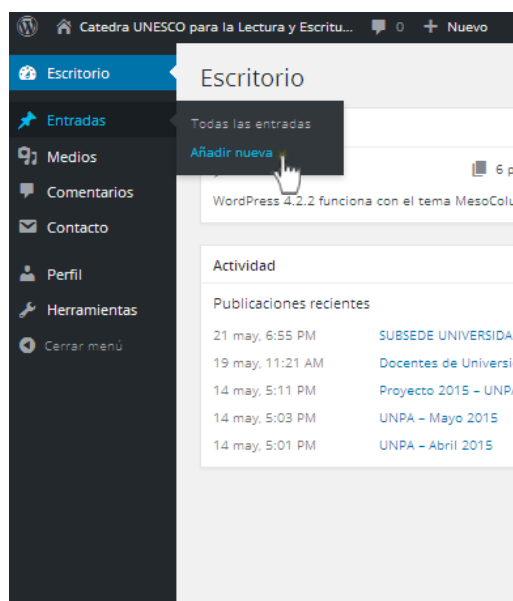 Catedra UNESCO para la Lectura y Escritu... 0 + Nuevo
Escritorio
Entradas
Medios
Comentarios
Contacto
Perfil
Herramientas
Cerrar menú
Escritorio
Todas las entradas
Añadir nueva
6 p
WordPress 4.2.2 funciona con el tema MesoColu
Actividad
Publicaciones recientes
21 may, 6:55 PM SUBSEDE UNIVERSIDA
19 may, 11:21 AM Docentes de Universi
14 may, 5:11 PM Proyecto 2015 – UNPA
14 may, 5:03 PM UNPA – Mayo 2015
14 may, 5:01 PM UNPA – Abril 2015